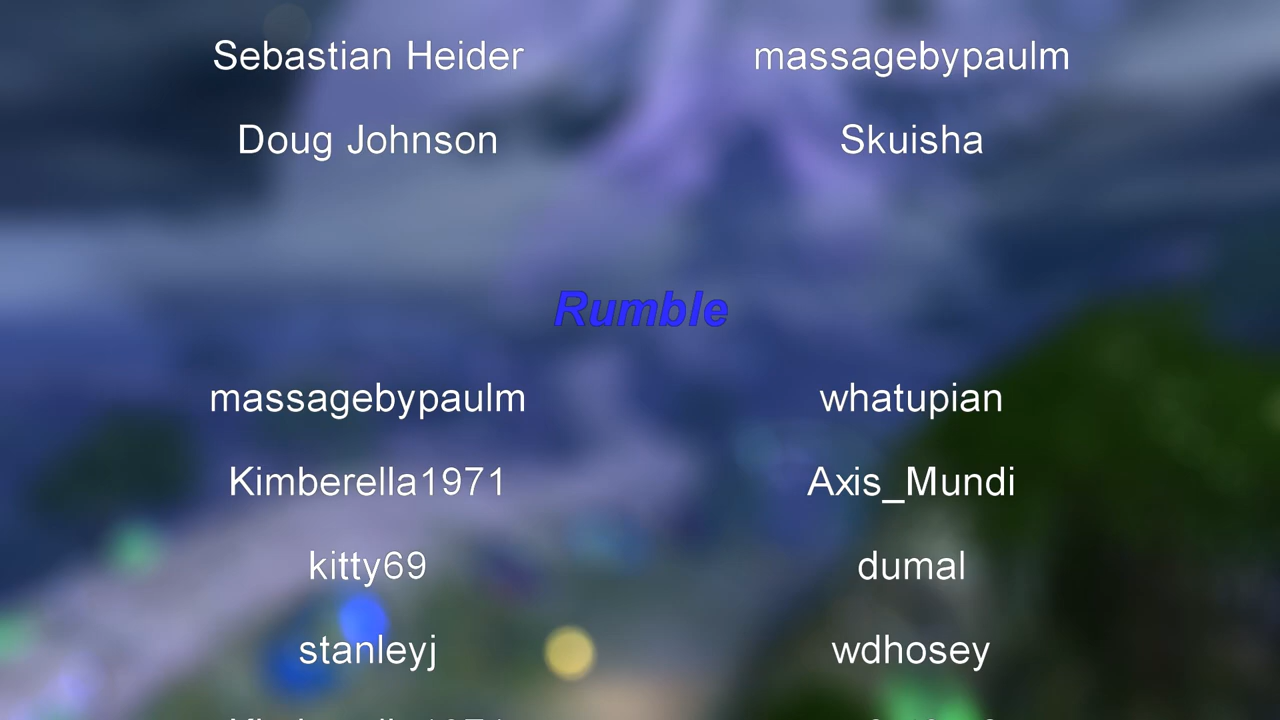 Sebastian Heider massagebypaulm
Doug Johnson Skuisha
Rumble
massagebypaulm whatupian
Kimberella1971 Axis_Mundi
kitty69 dumal
stanleyj wdhosey